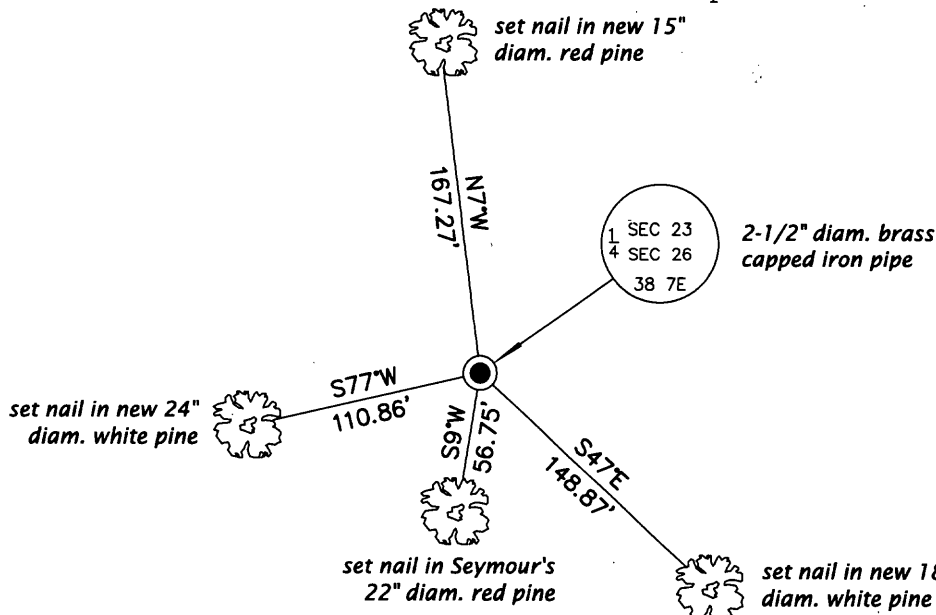 set nail in new 15"
diam. red pine
N7°W
167.27'
1/4
SEC 23
SEC 26
38 7E
2-1/2" diam. brass
capped iron pipe
S77°W
110.86'
set nail in new 24"
diam. white pine
S9°W
56.75'
S47°E
148.87'
set nail in Seymour's
22" diam. red pine
set nail in new 18
diam. white pine